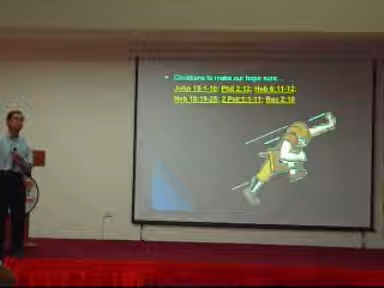 Christians to make our hope sure...
John 15:1-10; Phil 2:12; Heb 6:11-12;
Heb 10:19-25; 2 Pet 1:1-11; Rev 2:10